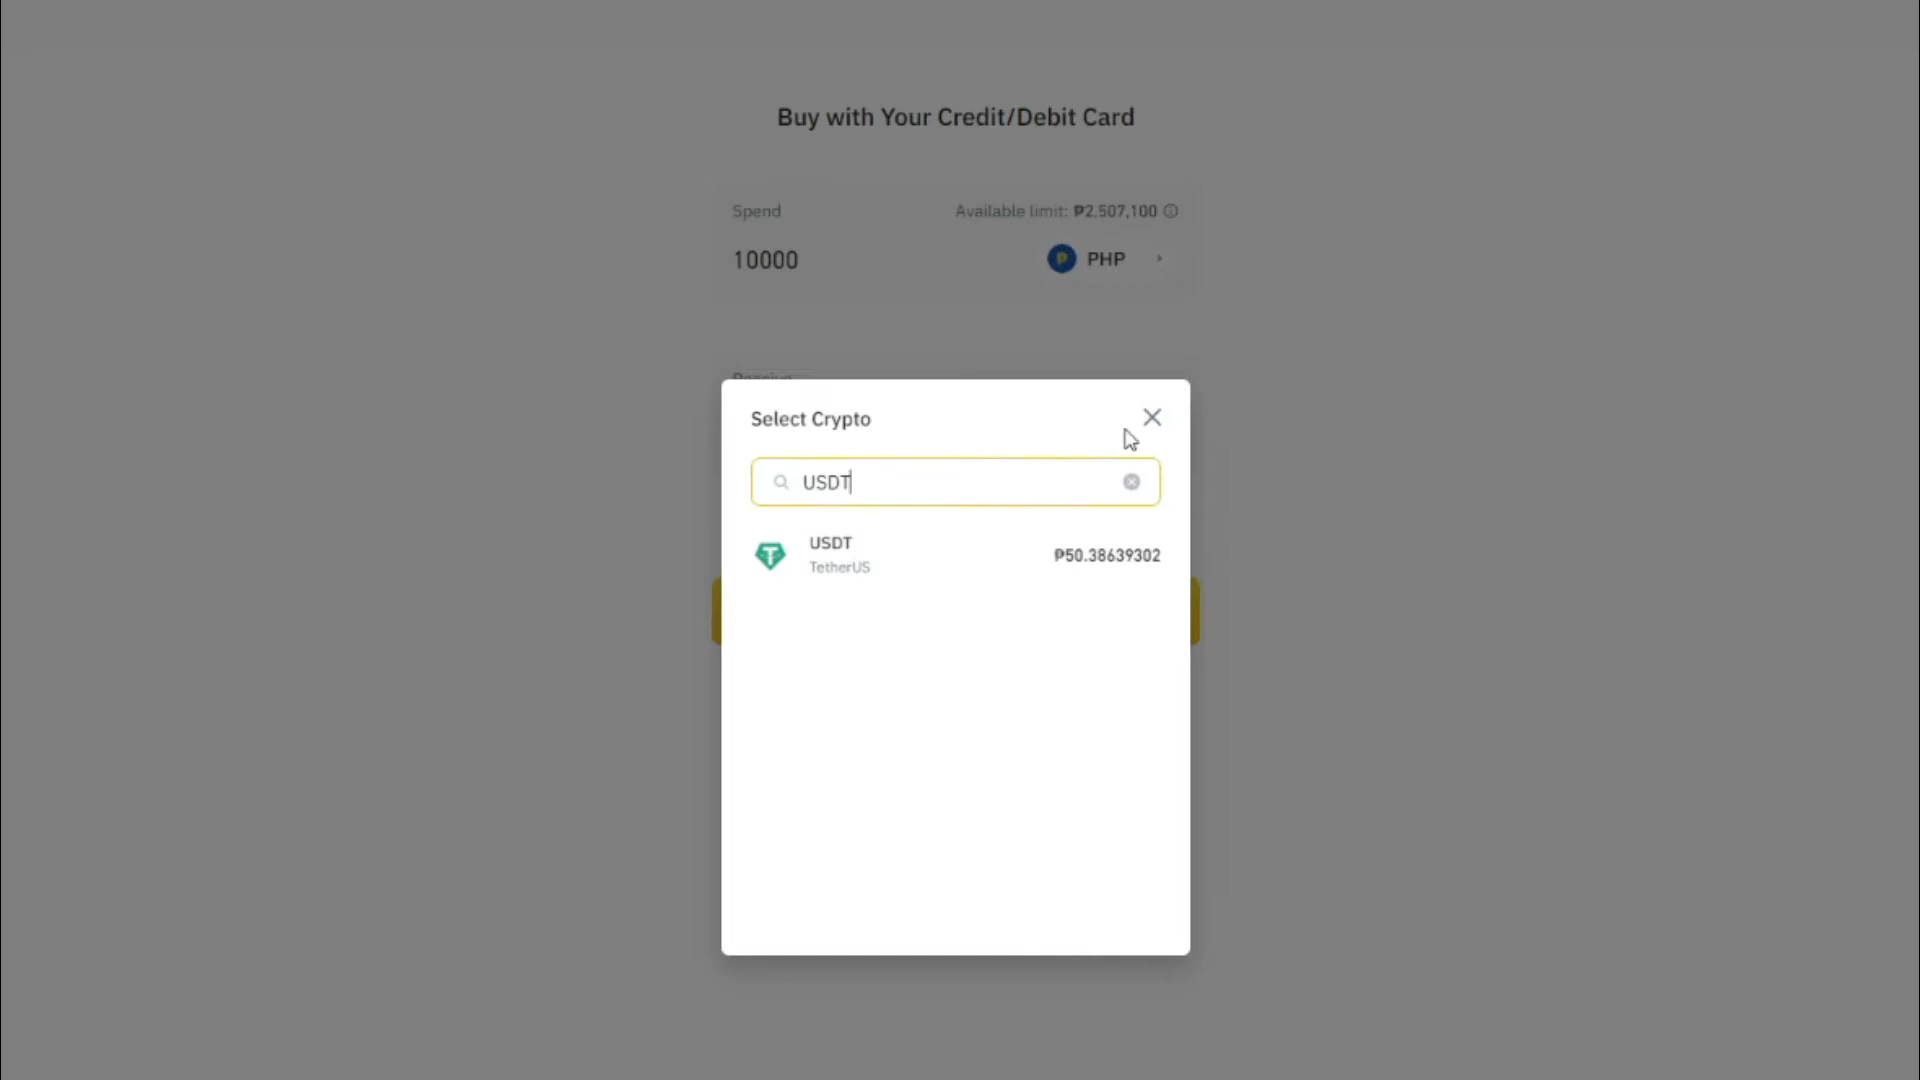 Buy with Your Credit/Debit Card
Spend
Available limit: ₱2,507,100
10000
PHP
Receive
Select Crypto
USDT
USDT
₱50.38639302
TetherUS